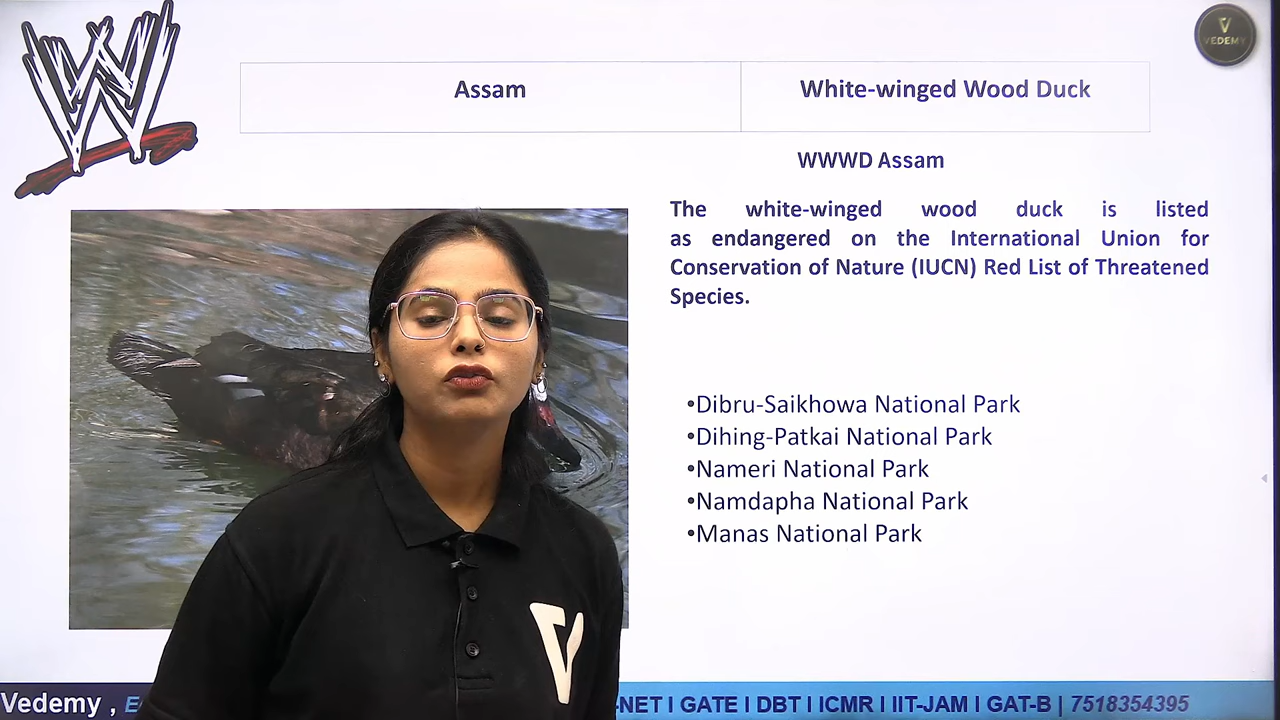 W
V
VEDEMY
Assam
White-winged Wood Duck
WWWD Assam
The white-winged wood duck is listed
as endangered on the International Union for
Conservation of Nature (IUCN) Red List of Threatened
Species.
•Dibru-Saikhowa National Park
•Dihing-Patkai National Park
•Nameri National Park
•Namdapha National Park
•Manas National Park
V
Vedemy , -NET I GATE I DBT I ICMR I IIT-JAM I GAT-B | 7518354395